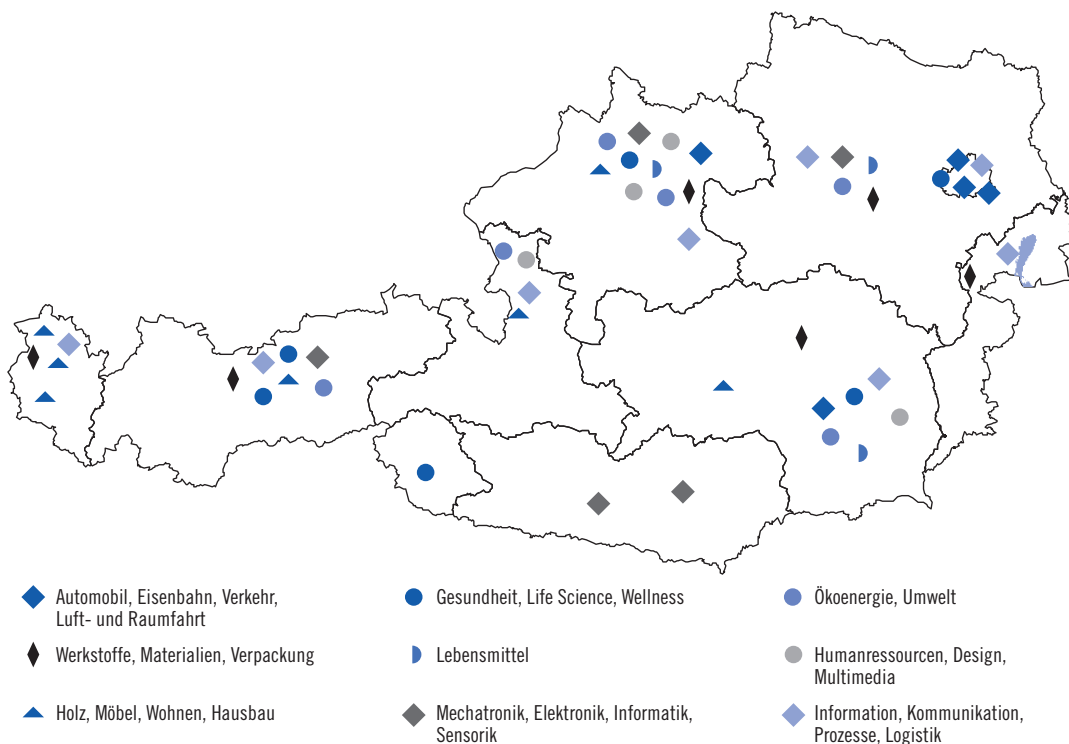 Automobil, Eisenbahn, Verkehr,
Luft- und Raumfahrt
Gesundheit, Life Science, Wellness
Ökoenergie, Umwelt
Werkstoffe, Materialien, Verpackung
Lebensmittel
Humanressourcen, Design,
Multimedia
Holz, Möbel, Wohnen, Hausbau
Mechatronik, Elektronik, Informatik,
Sensorik
Information, Kommunikation,
Prozesse, Logistik